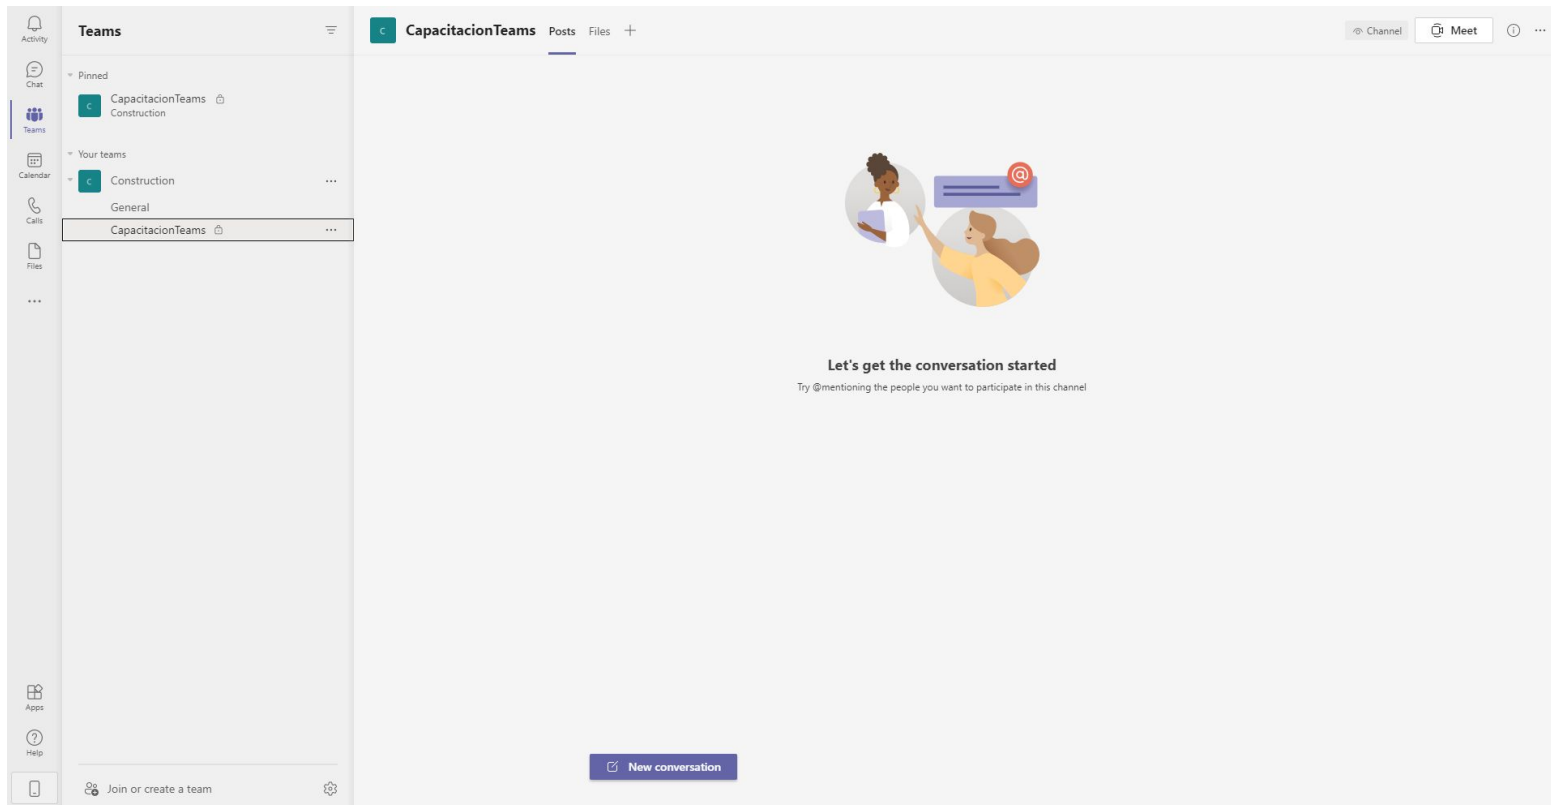 Activity
Chat
Teams
Calendar
Calls
Files
Apps
Help
Teams
Pinned
C
CapacitacionTeams
Construction
Your teams
C
Construction
General
CapacitacionTeams
Join or create a team
C
CapacitacionTeams Posts Files
Channel Meet
@
Let's get the conversation started
Try @mentioning the people you want to participate in this channel
New conversation